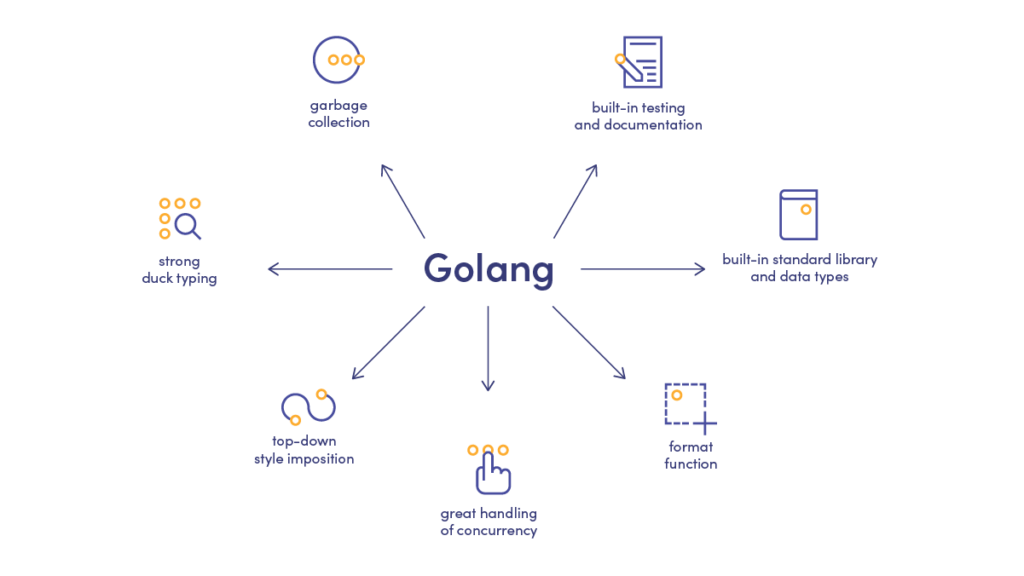 garbage
collection
built-in testing
and documentation
strong
duck typing
Golang
built-in standard library
and data types
top-down
style imposition
great handling
of concurrency
format
function